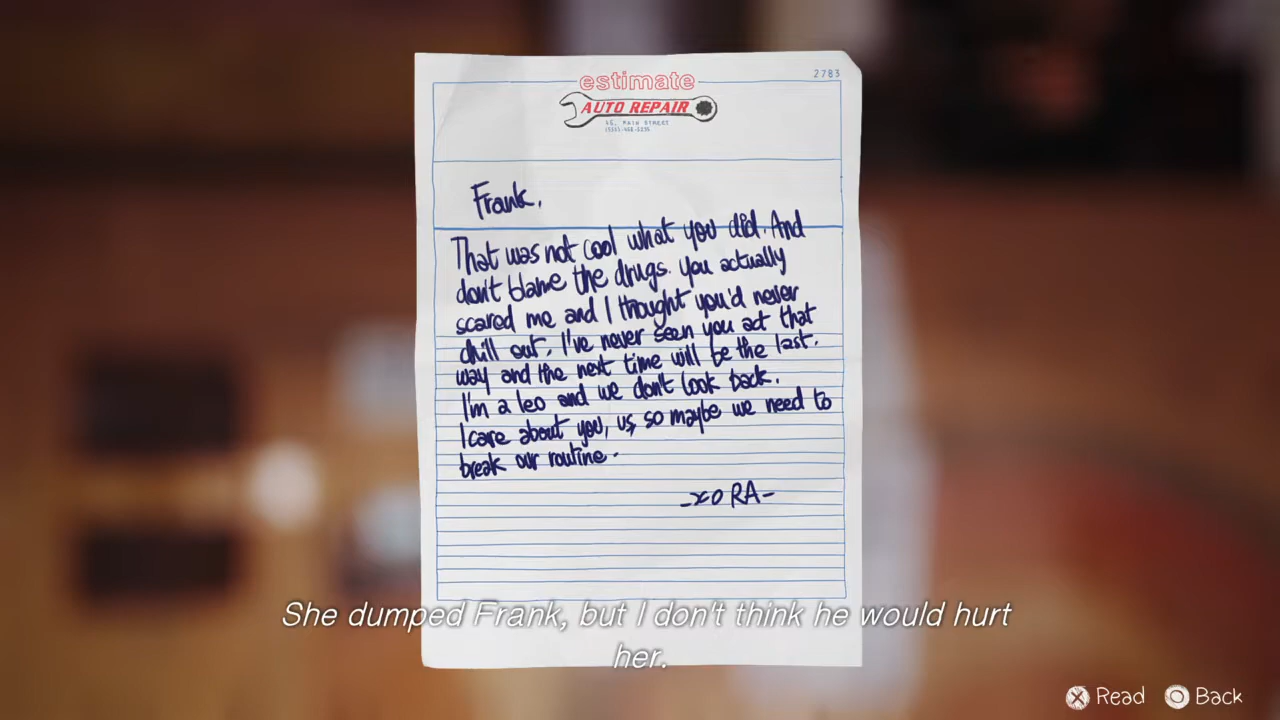 2783
estimate
AUTO REPAIR
Frank,
That was not cool what you did. And
don't blame the drugs. You actually
scared me and I thought you'd never
chill out. I've never seen you act that
way and the next time will be the last.
I'm a leo and we don't look back.
I care about you, us, so maybe we need to
break our routine.
-xo RA-
She dumped Frank, but I don't think he would hurt
her.
Read Back